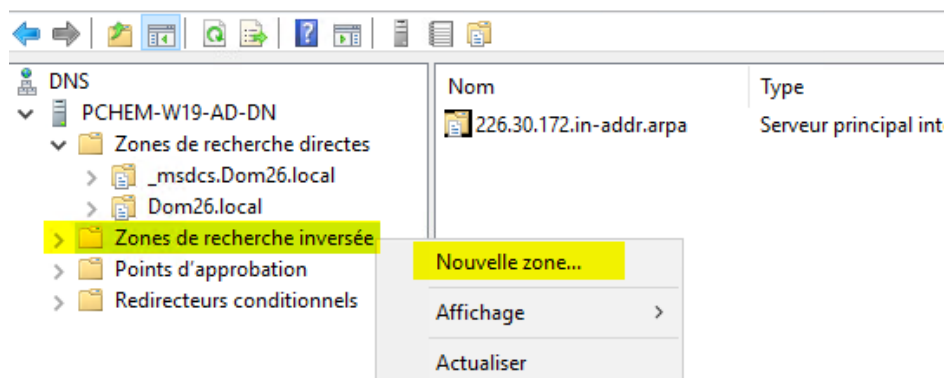 DNS
PCHEM-W19-AD-DN
Zones de recherche directes
_msdcs.Dom26.local
Dom26.local
Zones de recherche inversée
Points d'approbation
Redirecteurs conditionnels
Nom Type
226.30.172.in-addr.arpa Serveur principal int
Nouvelle zone...
Affichage
Actualiser